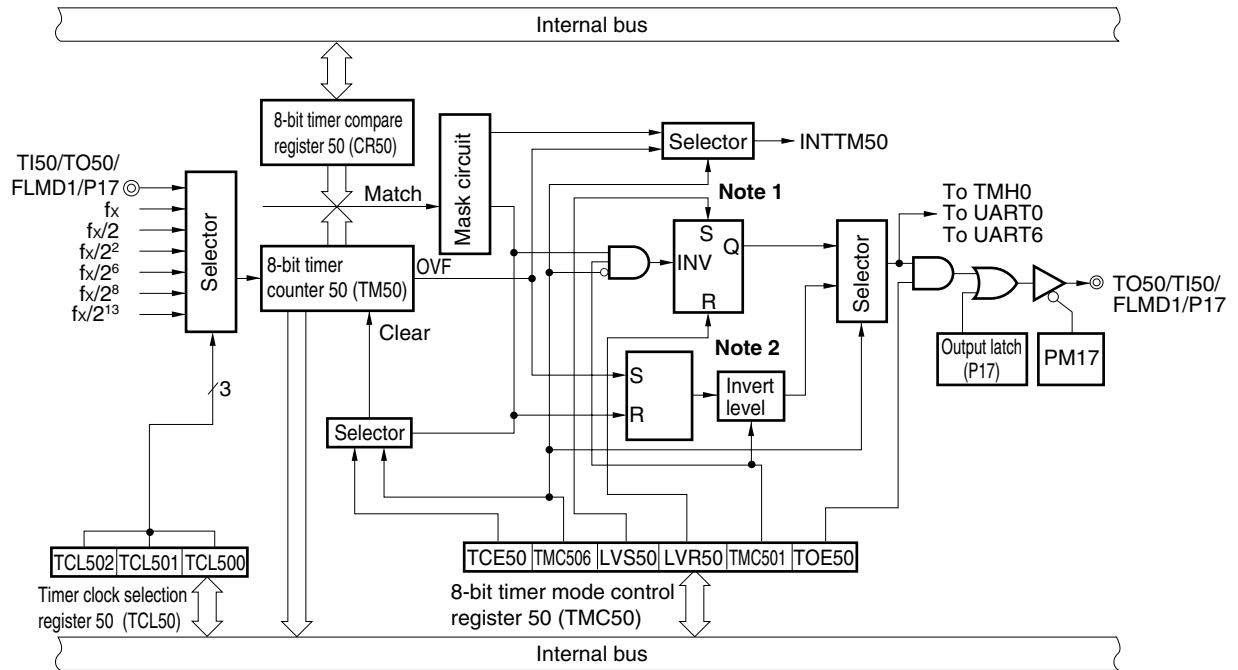 Internal bus
8-bit timer compare
register 50 (CR50)
TI50/TO50/
FLMD1/P17
fx
fx/2
fx/2²
fx/2⁶
fx/2⁸
fx/2¹³
Selector
Match
Mask circuit
Selector
INTTM50
8-bit timer
counter 50 (TM50)
OVF
Clear
Note 1
S
INV
Q
R
Selector
To TMH0
To UART0
To UART6
TO50/TI50/
FLMD1/P17
Output latch
(P17)
PM17
Note 2
S
R
Invert
level
3
Selector
TCL502 TCL501 TCL500
Timer clock selection
register 50 (TCL50)
TCE50 TMC506 LVS50 LVR50 TMC501 TOE50
8-bit timer mode control
register 50 (TMC50)
Internal bus